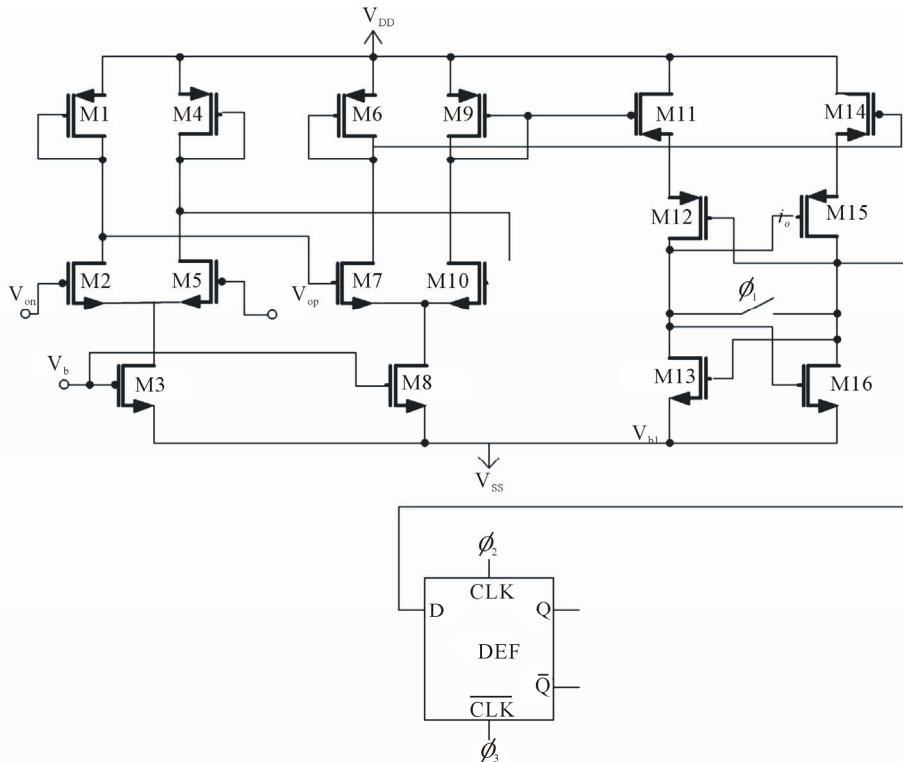 V_DD
M1
M4
M6
M9
M11
M14
M12
i_o
M15
M2
M5
M7
M10
V_on
V_op
ϕ_1
V_b
M3
M8
M13
M16
V_b1
V_SS
ϕ_2
CLK
D
Q
DEF
Q̅
C̅L̅K̅
ϕ_3